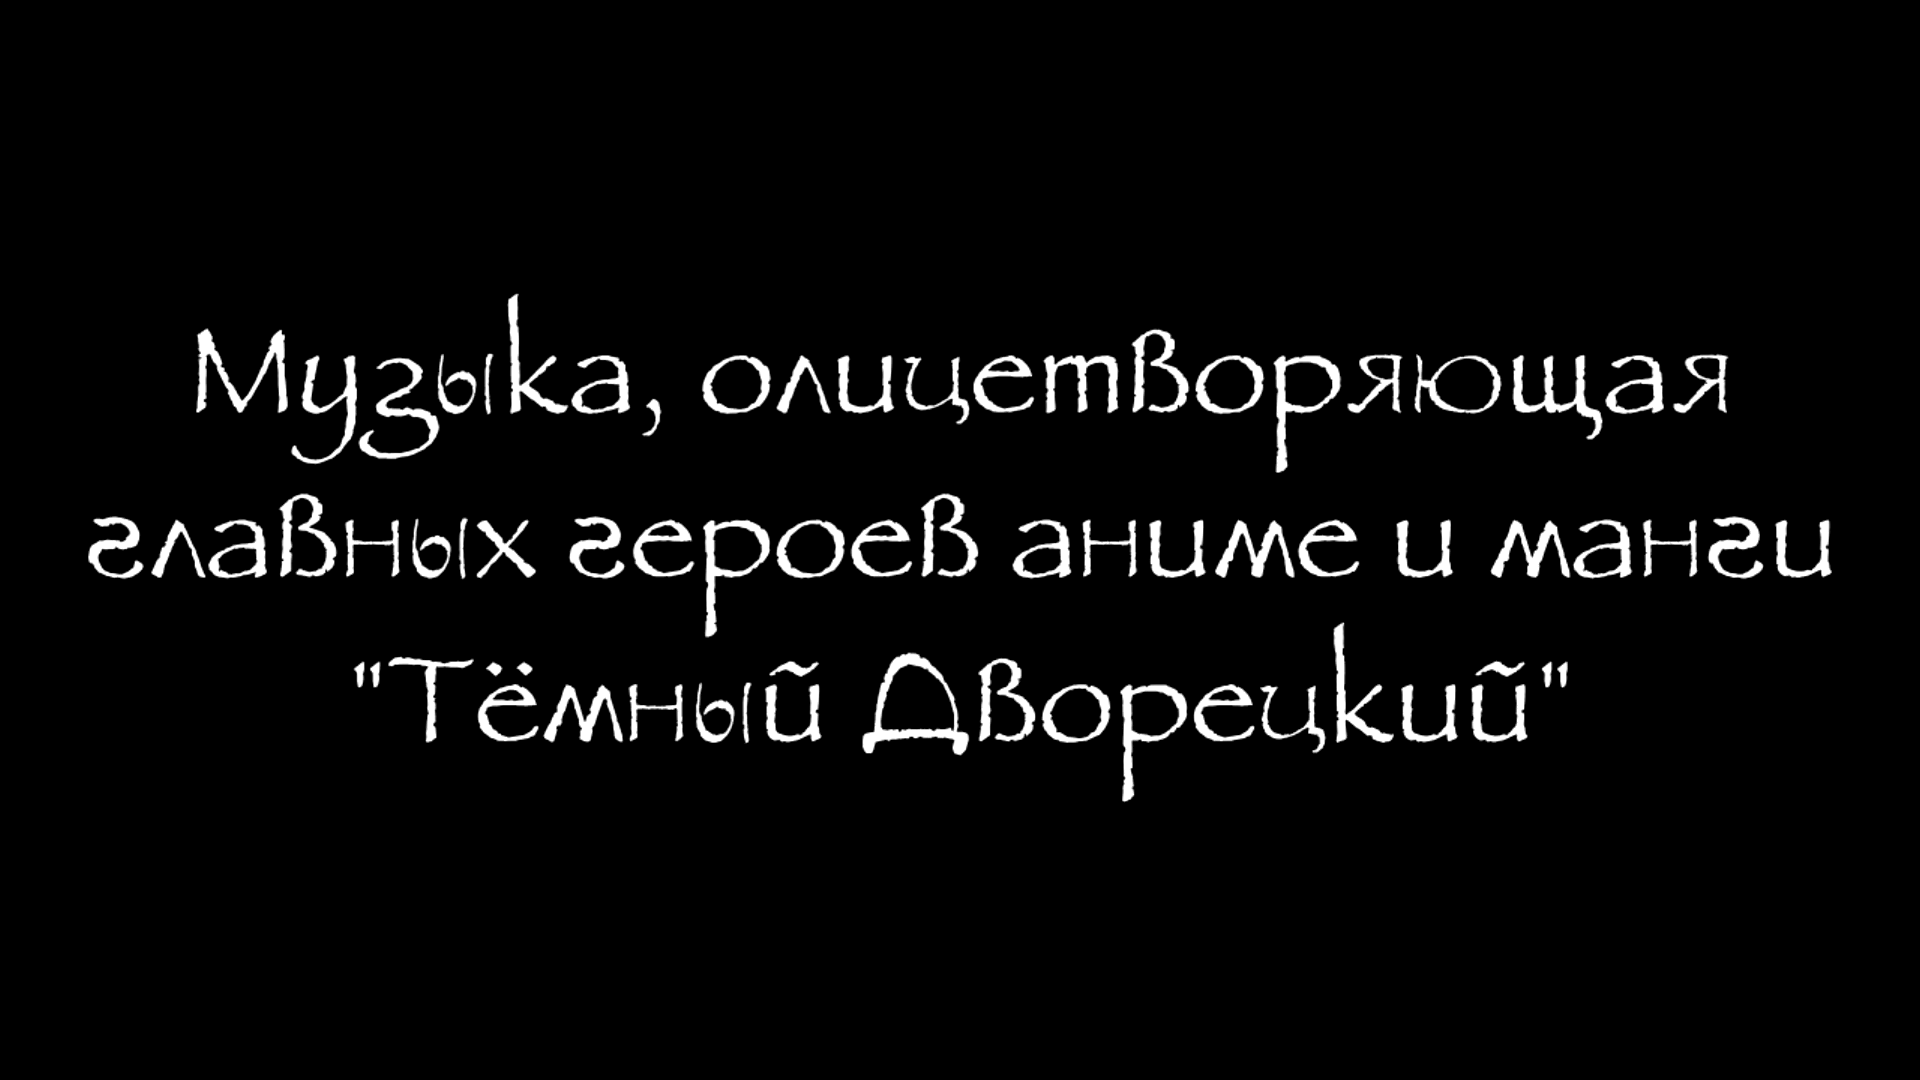 Музыка, олицетворяющая
главных героев аниме и манги
"Тёмный Дворецкий"